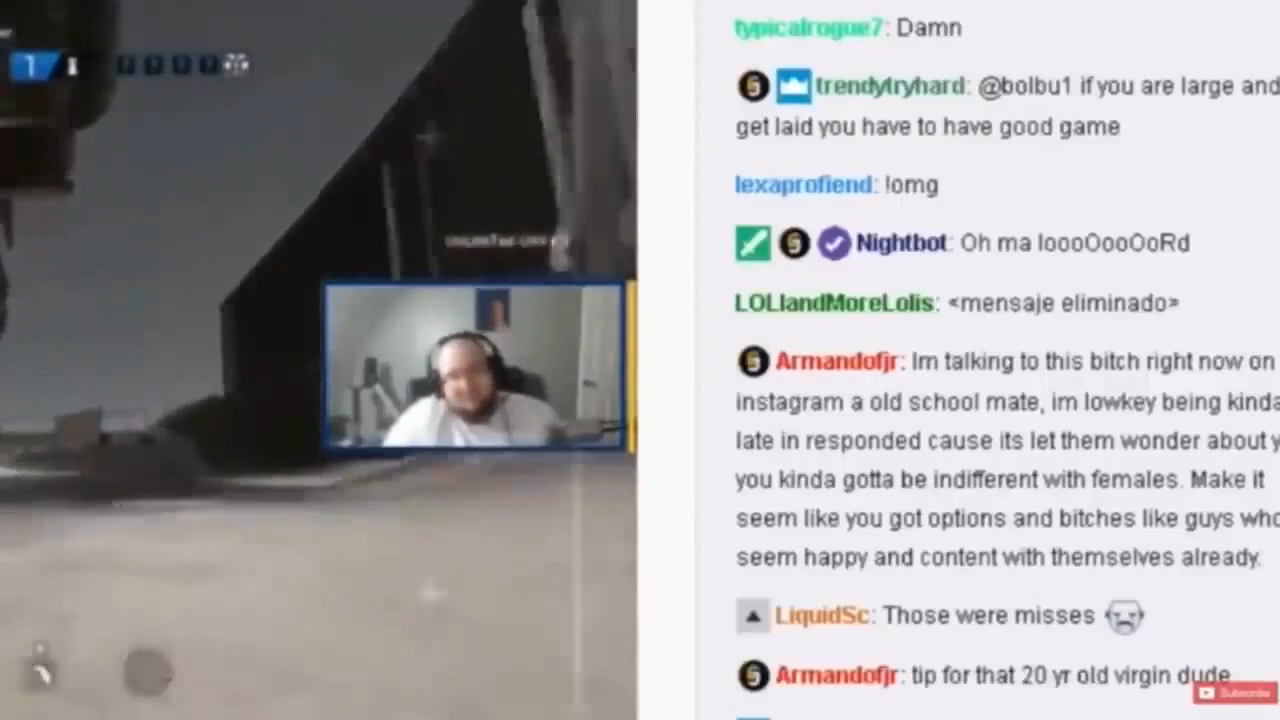 1
typicalrogue7: Damn
trendytryhard: @bolbu1 if you are large and
get laid you have to have good game
lexaprofiend: !omg
Nightbot: Oh ma loooOooOoRd
LOLlandMoreLolis: <mensaje eliminado>
Armandofjr: Im talking to this bitch right now on
instagram a old school mate, im lowkey being kinda
late in responded cause its let them wonder about y
you kinda gotta be indifferent with females. Make it
seem like you got options and bitches like guys who
seem happy and content with themselves already.
LiquidSc: Those were misses
Armandofjr: tip for that 20 yr old virgin dude
Subscribe